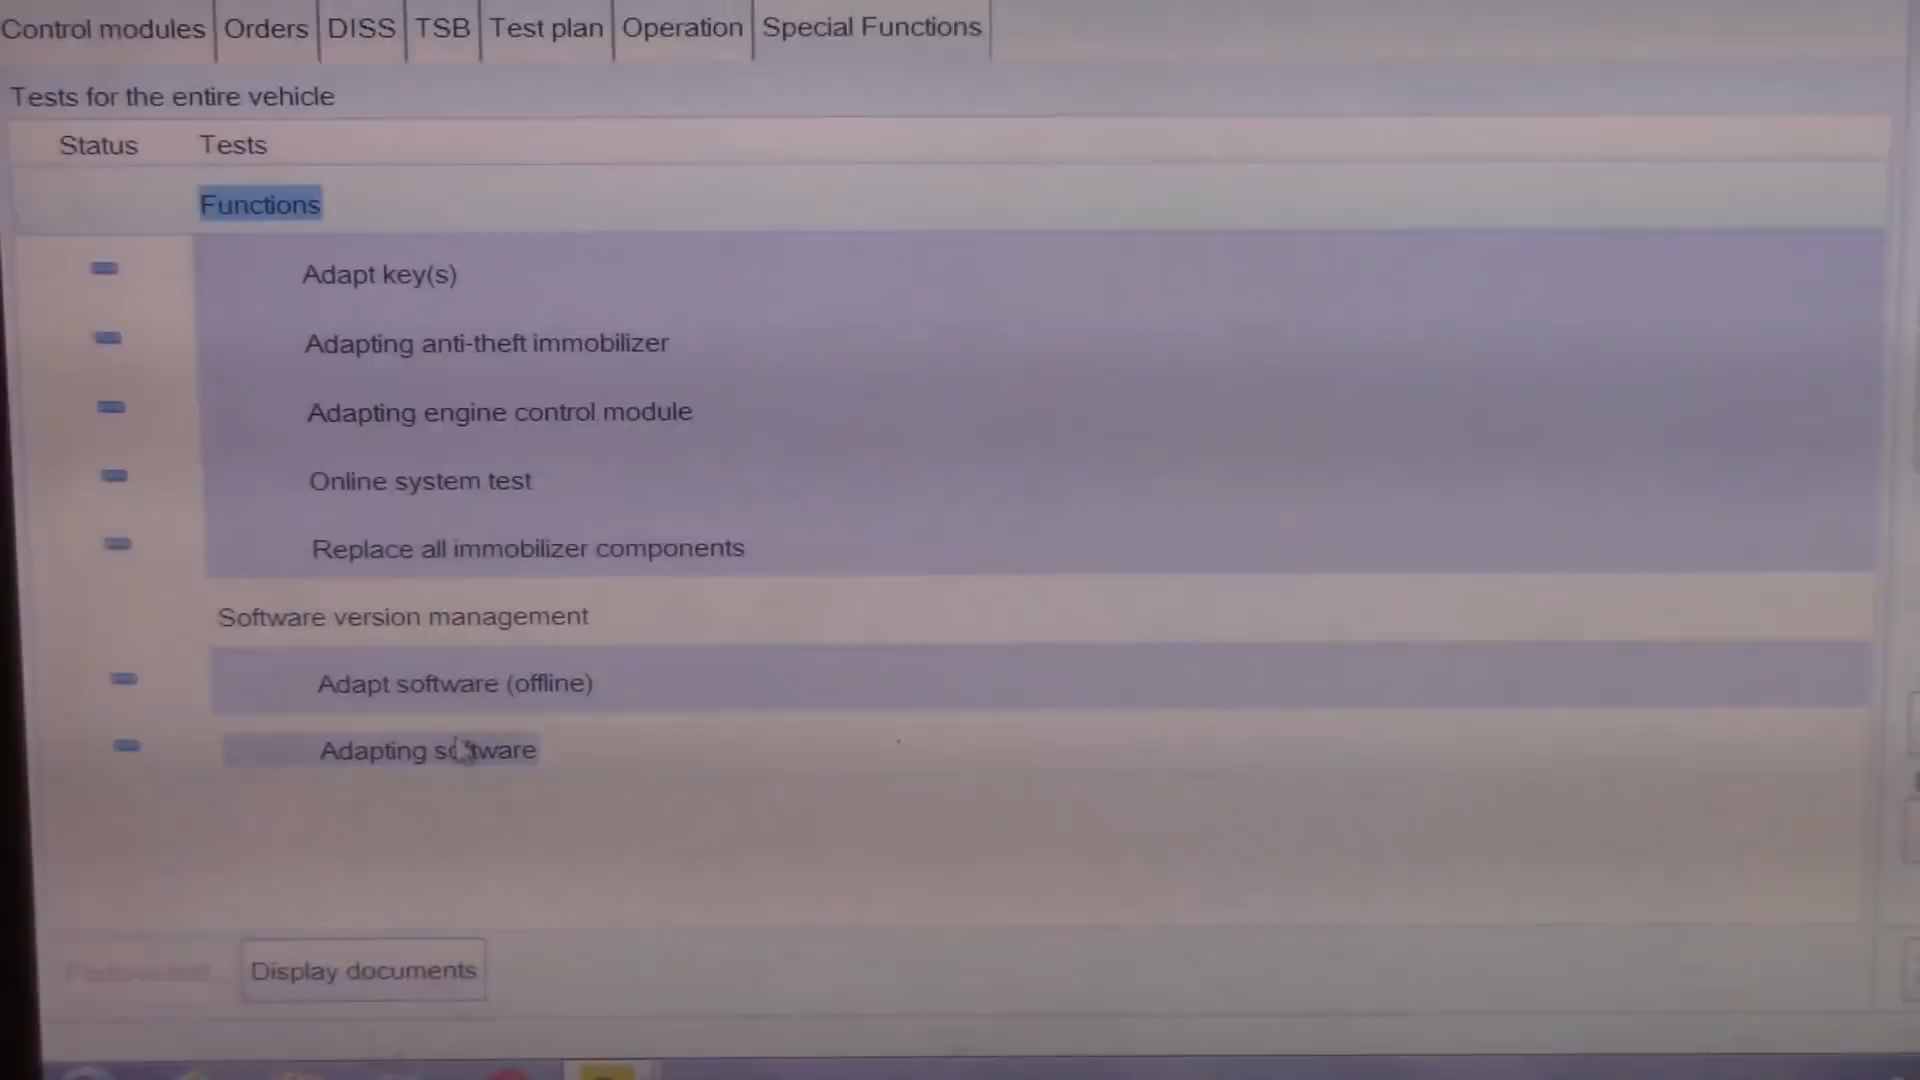 Control modules Orders DISS TSB Test plan Operation Special Functions
Tests for the entire vehicle
Status Tests
Functions
Adapt key(s)
Adapting anti-theft immobilizer
Adapting engine control module
Online system test
Replace all immobilizer components
Software version management
Adapt software (offline)
Adapting software
Display documents